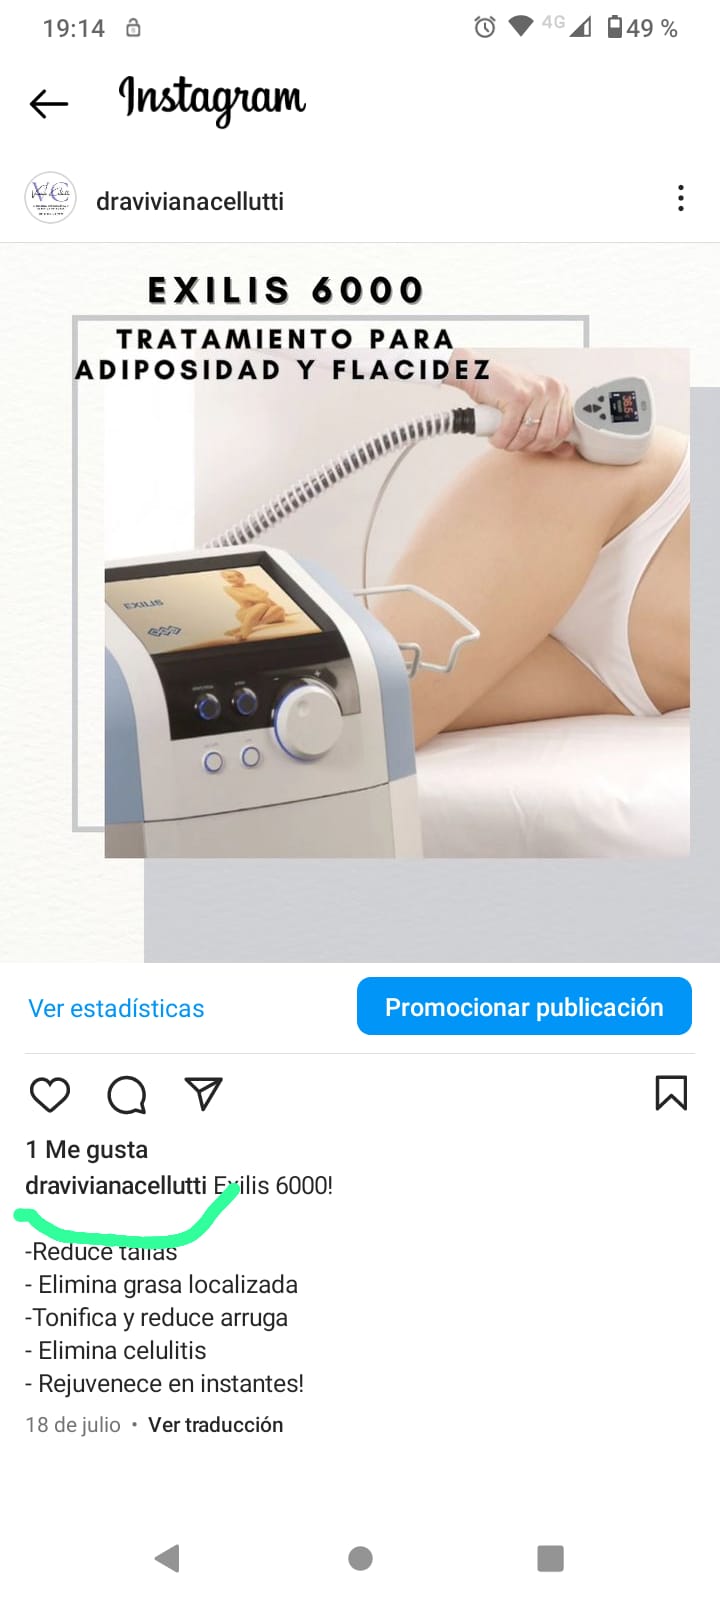 19:14
4G
49 %
Instagram
VC
dravivianacellutti
EXILIS 6000
TRATAMIENTO PARA
ADIPOSIDAD Y FLACIDEZ
EXILIS
Ver estadísticas
Promocionar publicación
1 Me gusta
dravivianacellutti Exilis 6000!
-Reduce tallas
- Elimina grasa localizada
-Tonifica y reduce arruga
- Elimina celulitis
- Rejuvenece en instantes!
18 de julio • Ver traducción